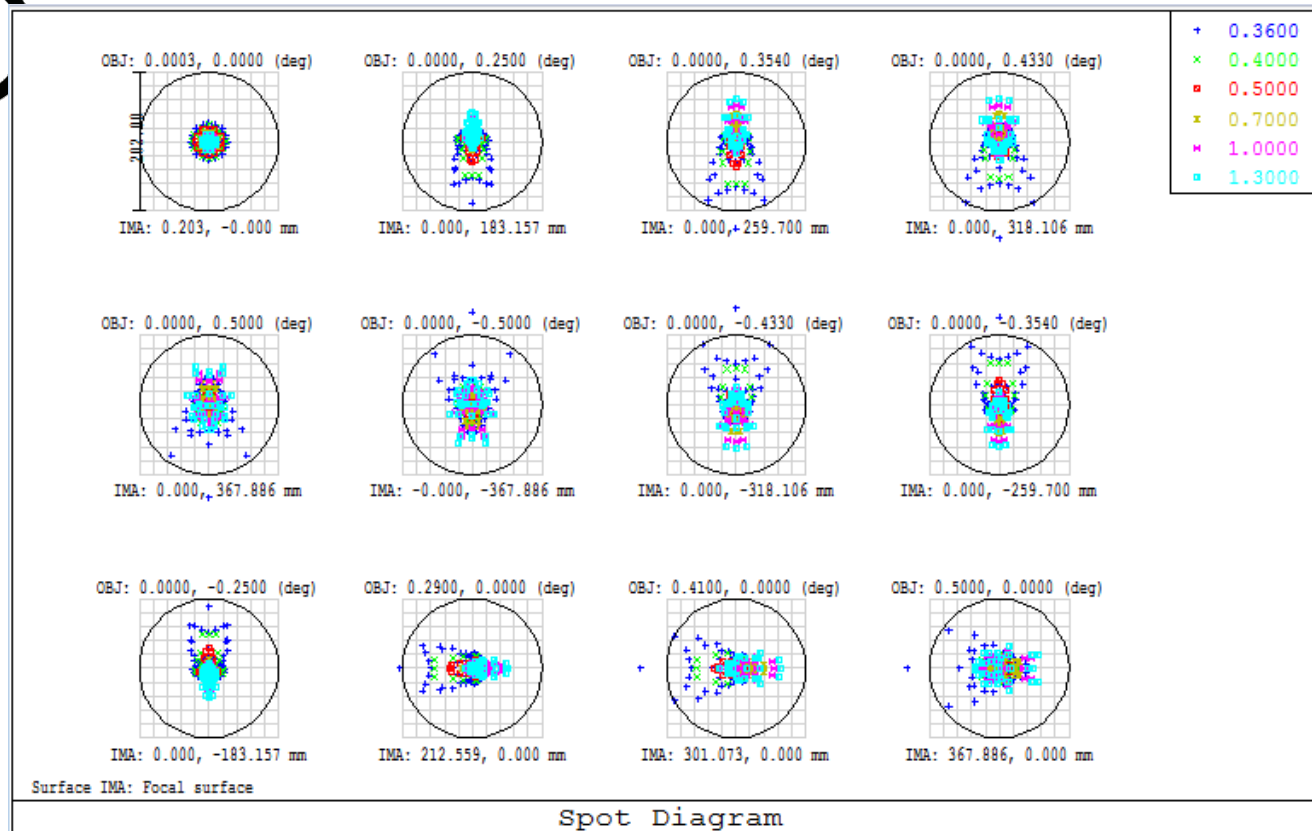 OBJ: 0.0003, 0.0000 (deg)
OBJ: 0.0000, 0.2500 (deg)
OBJ: 0.0000, 0.3540 (deg)
OBJ: 0.0000, 0.4330 (deg)
202.00
IMA: 0.203, -0.000 mm
IMA: 0.000, 183.157 mm
IMA: 0.000, 259.700 mm
IMA: 0.000, 318.106 mm
0.3600
0.4000
0.5000
0.7000
1.0000
1.3000
OBJ: 0.0000, 0.5000 (deg)
OBJ: 0.0000, -0.5000 (deg)
OBJ: 0.0000, -0.4330 (deg)
OBJ: 0.0000, -0.3540 (deg)
IMA: 0.000, 367.886 mm
IMA: -0.000, -367.886 mm
IMA: 0.000, -318.106 mm
IMA: 0.000, -259.700 mm
OBJ: 0.0000, -0.2500 (deg)
OBJ: 0.2900, 0.0000 (deg)
OBJ: 0.4100, 0.0000 (deg)
OBJ: 0.5000, 0.0000 (deg)
IMA: 0.000, -183.157 mm
IMA: 212.559, 0.000 mm
IMA: 301.073, 0.000 mm
IMA: 367.886, 0.000 mm
Surface IMA: Focal surface
Spot Diagram